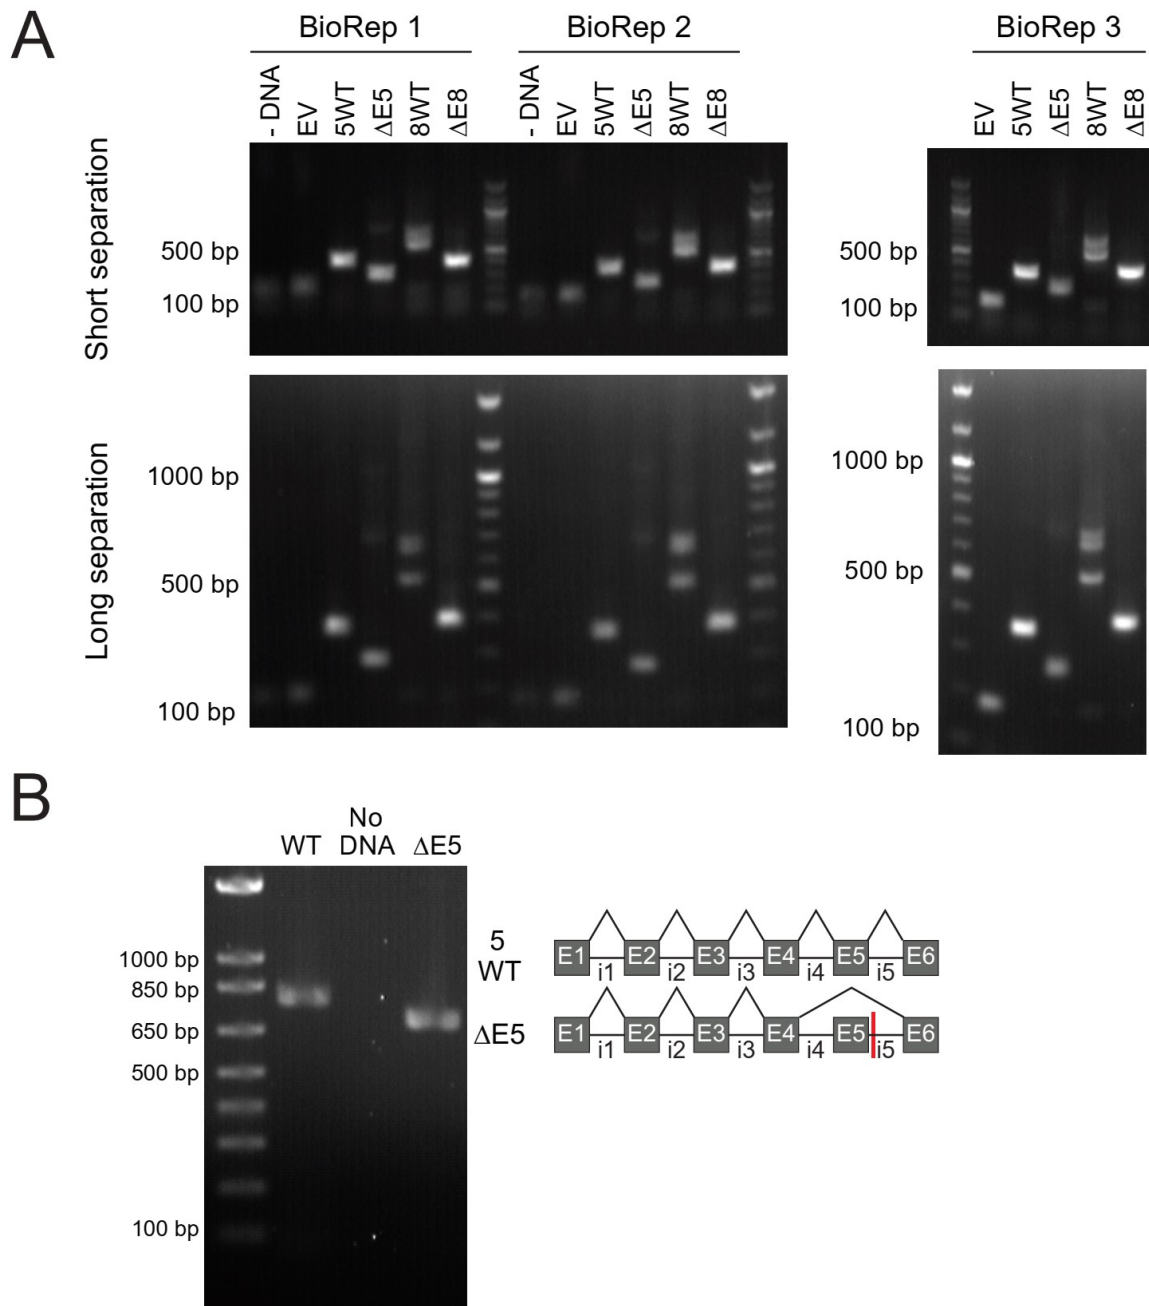 A
BioRep 1
BioRep 2
BioRep 3
- DNA
EV
5WT
ΔE5
8WT
ΔE8
- DNA
EV
5WT
ΔE5
8WT
ΔE8
EV
5WT
ΔE5
8WT
ΔE8
Short separation
500 bp
100 bp
500 bp
100 bp
Long separation
1000 bp
500 bp
100 bp
1000 bp
500 bp
100 bp
B
WT
No
DNA
ΔE5
1000 bp
850 bp
650 bp
500 bp
100 bp
5
WT
E1 E2 E3 E4 E5 E6
i1 i2 i3 i4 i5
ΔE5
E1 E2 E3 E4 E5 E6
i1 i2 i3 i4 i5